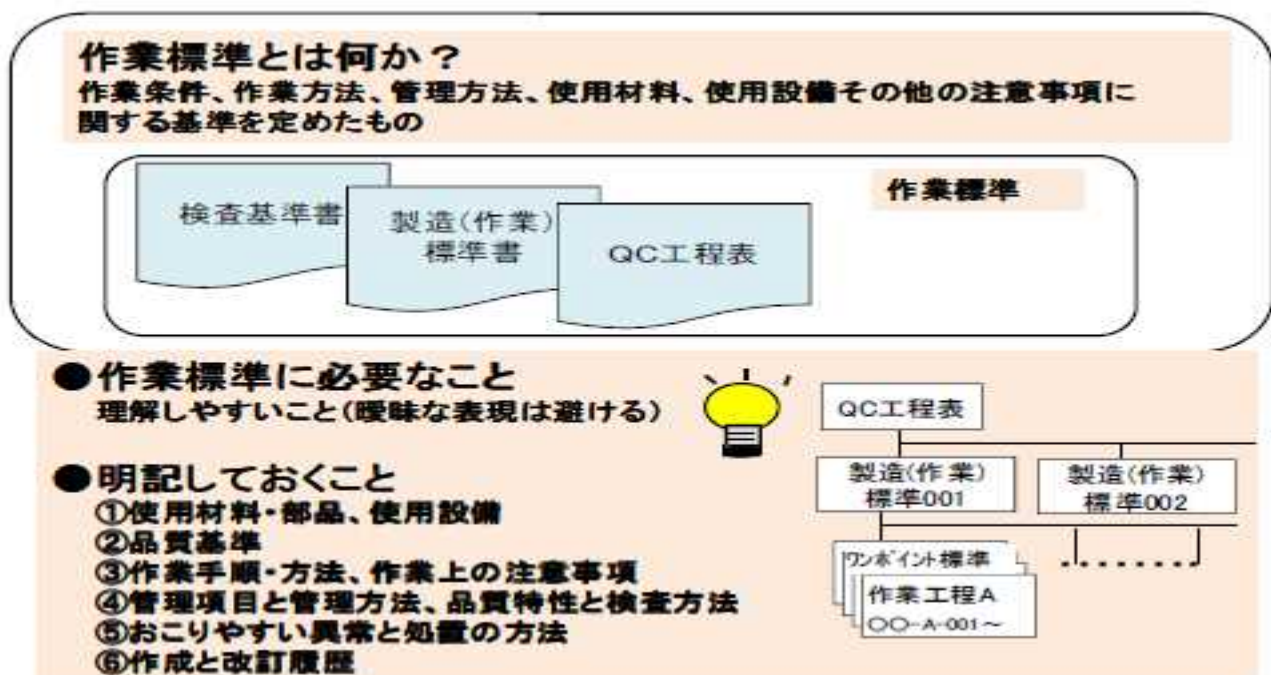 作業標準とは何か？
作業条件、作業方法、管理方法、使用材料、使用設備その他の注意事項に
関する基準を定めたもの
作業標準
検査基準書
製造(作業)
標準書
QC工程表
●作業標準に必要なこと
理解しやすいこと(曖昧な表現は避ける)
●明記しておくこと
①使用材料・部品、使用設備
②品質基準
③作業手順・方法、作業上の注意事項
④管理項目と管理方法、品質特性と検査方法
⑤おこりやすい異常と処置の方法
⑥作成と改訂履歴
QC工程表
製造(作業)
標準001
製造(作業)
標準002
ワンポイント標準
作業工程A
○○-A-001～